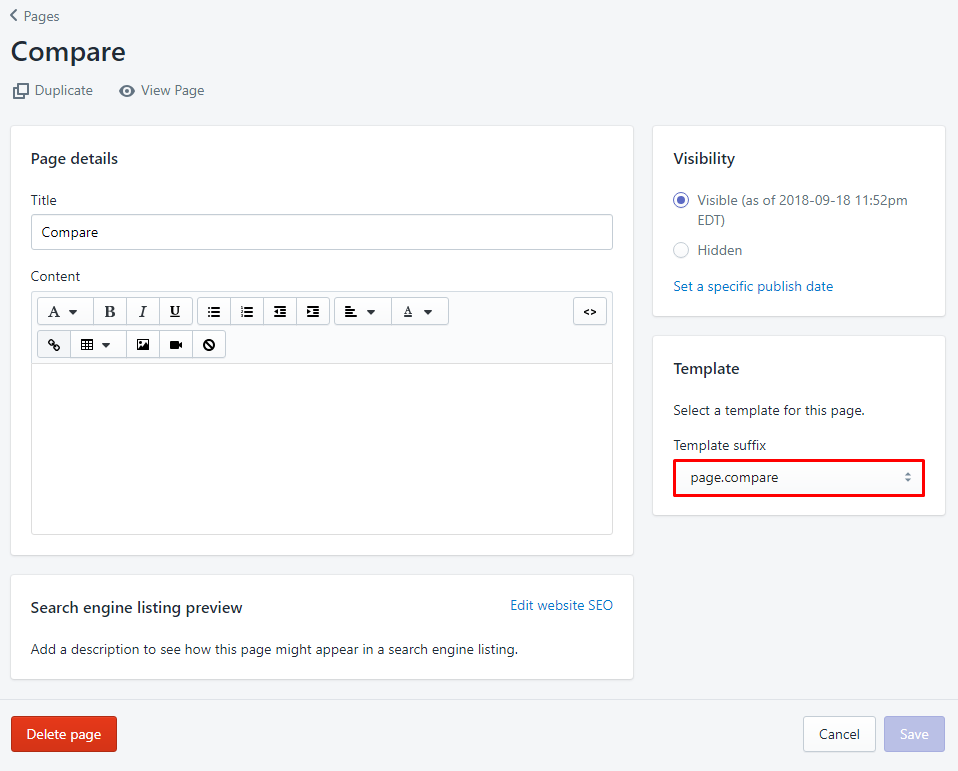 Pages
Compare
Duplicate View Page
Page details
Title
Compare
Content
A B I U A <>
Search engine listing preview Edit website SEO
Add a description to see how this page might appear in a search engine listing.
Visibility
Visible (as of 2018-09-18 11:52pm
EDT)
Hidden
Set a specific publish date
Template
Select a template for this page.
Template suffix
page.compare
Delete page Cancel Save